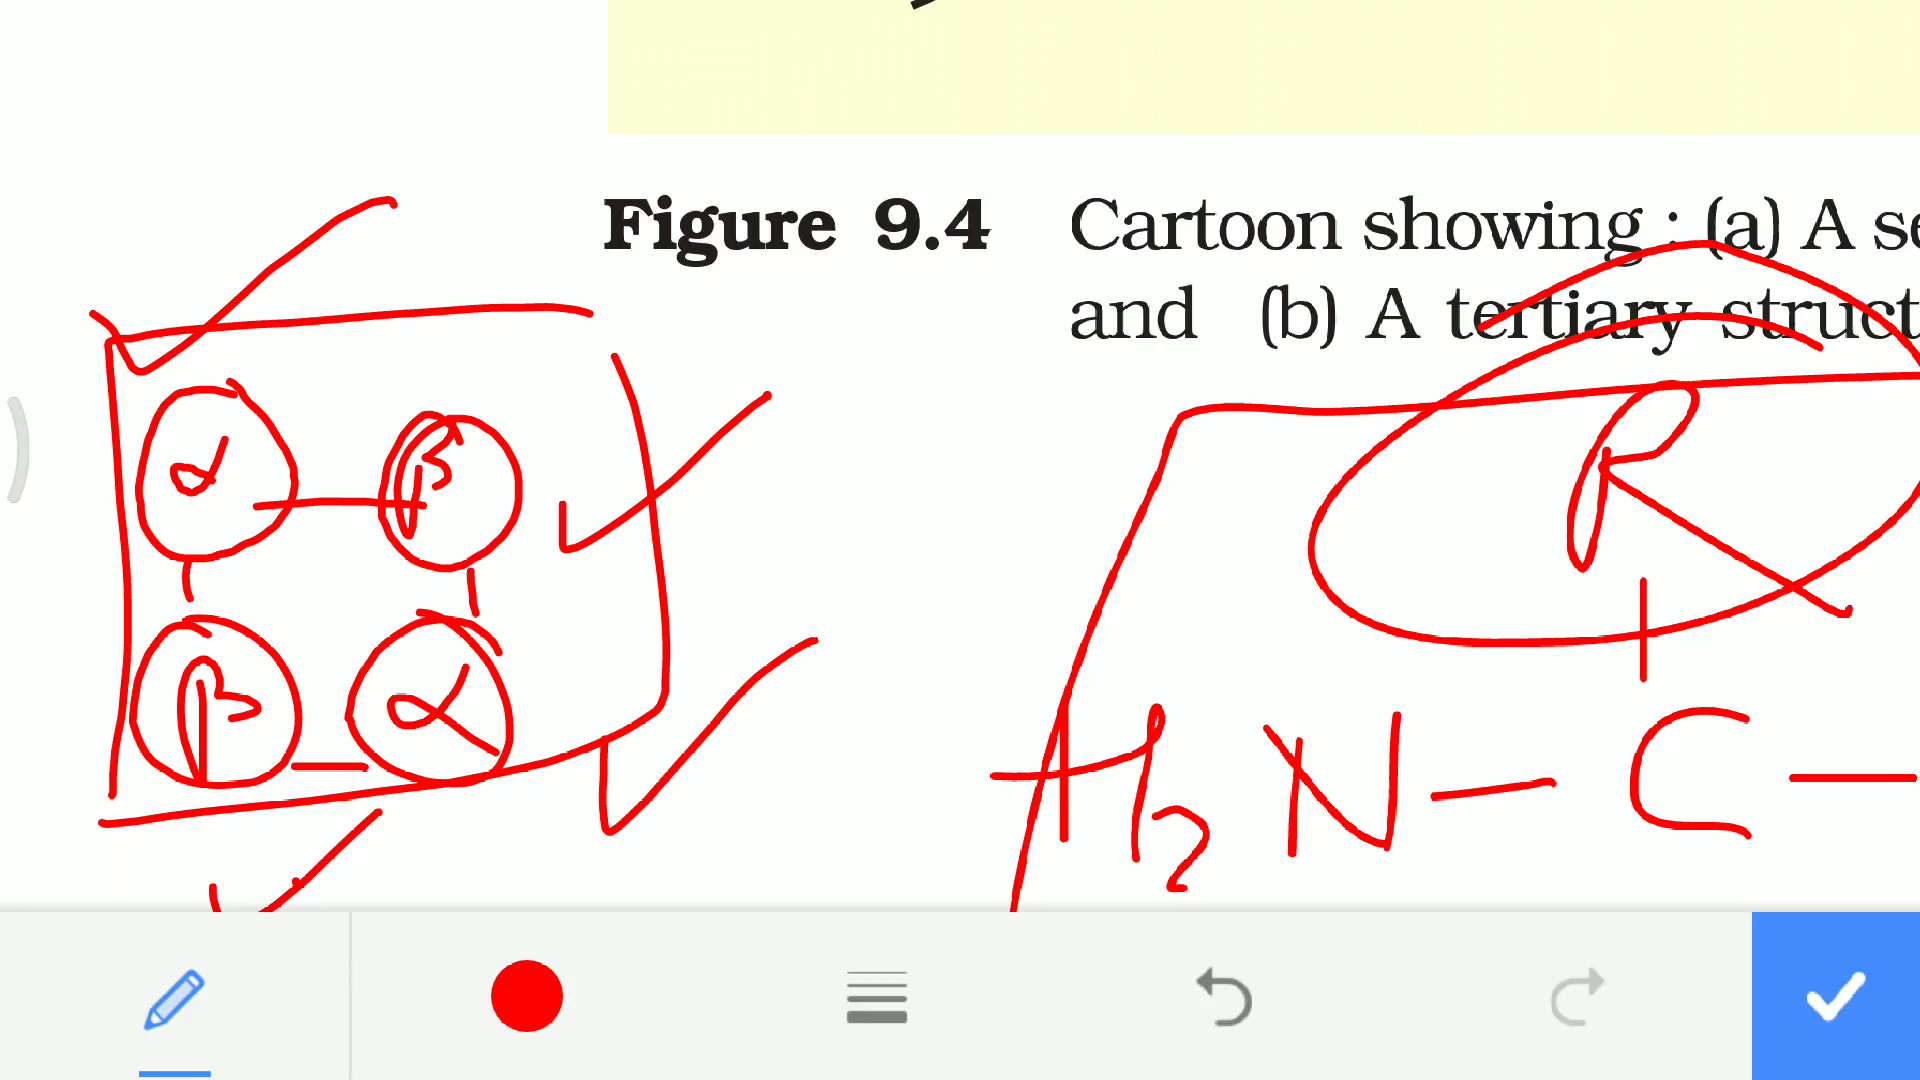 Figure 9.4 Cartoon showing : (a) A se
and (b) A tertiary struct
α β
β α
R
H₂N – C –